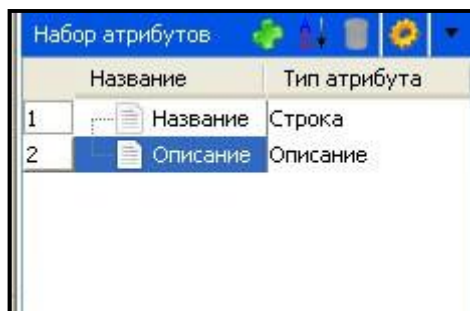 Набор атрибутов
Название Тип атрибута
1 Название Строка
2 Описание Описание